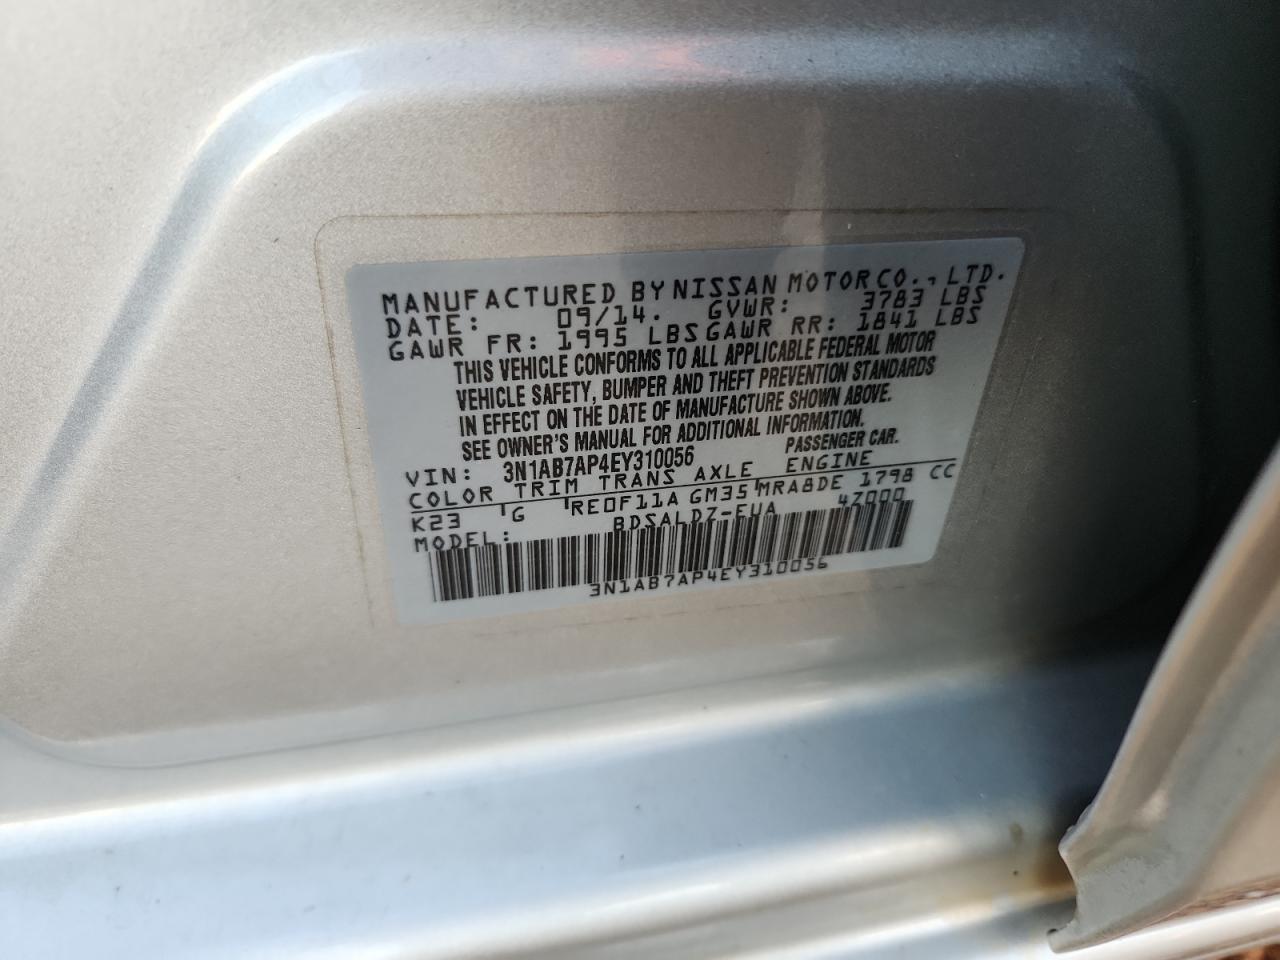 MANUFACTURED BY NISSAN MOTOR CO., LTD.
DATE: 09/14. GVWR: 3783 LBS
GAWR FR: 1995 LBS GAWR RR: 1841 LBS
THIS VEHICLE CONFORMS TO ALL APPLICABLE FEDERAL MOTOR
VEHICLE SAFETY, BUMPER AND THEFT PREVENTION STANDARDS
IN EFFECT ON THE DATE OF MANUFACTURE SHOWN ABOVE.
SEE OWNER'S MANUAL FOR ADDITIONAL INFORMATION.
VIN: 3N1AB7AP4EY310056 PASSENGER CAR.
COLOR TRIM TRANS AXLE ENGINE
K23 G RE0F11A GM35 MRA8DE 1798 CC
MODEL: BDSALDZ-EUA 47000
3N1AB7AP4EY310056